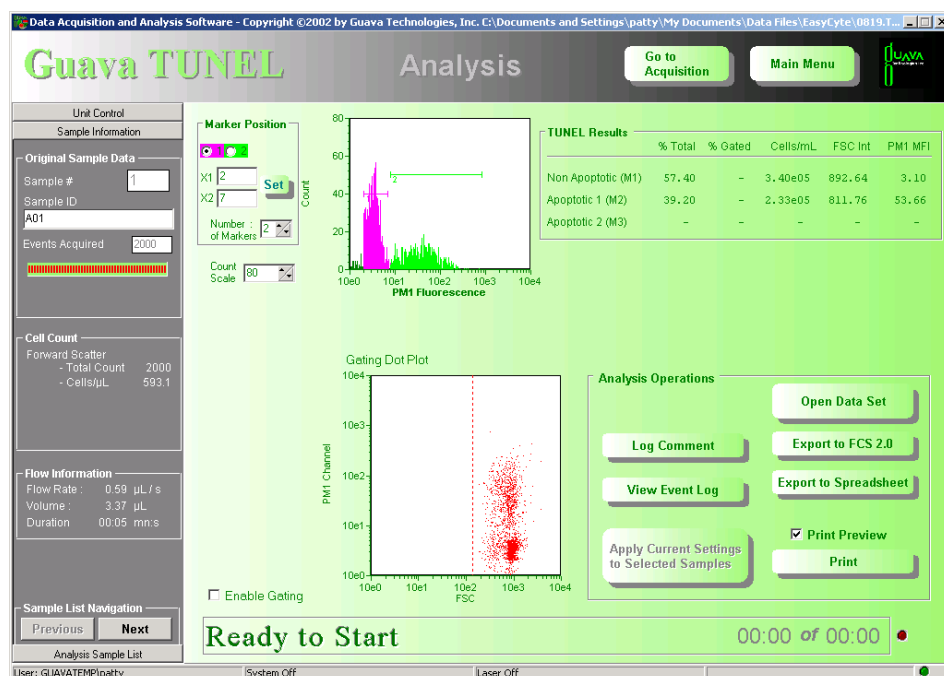 Data Acquisition and Analysis Software - Copyright ©2002 by Guava Technologies, Inc. C:\Documents and Settings\patty\My Documents\Data Files\EasyCyte\0819.T...
Guava TUNEL
Analysis
Go to
Acquisition
Main Menu
GUAVA
Unit Control
Sample Information
Original Sample Data
Sample # 1
Sample ID
A01
Events Acquired 2000
Cell Count
Forward Scatter
- Total Count 2000
- Cells/µL 593.1
Flow Information
Flow Rate : 0.59 µL / s
Volume : 3.37 µL
Duration 00:05 mn:s
Sample List Navigation
Previous Next
Analysis Sample List
Marker Position
1 2
X1 2
X2 7
Set
Number :
of Markers 2
Count
Scale 80
Count
80
60
40
20
0
2
10e0 10e1 10e2 10e3 10e4
PM1 Fluorescence
TUNEL Results
% Total % Gated Cells/mL FSC Int PM1 MFI
Non Apoptotic (M1) 57.40 - 3.40e05 892.64 3.10
Apoptotic 1 (M2) 39.20 - 2.33e05 811.76 53.66
Apoptotic 2 (M3) - - - - -
Gating Dot Plot
PM1 Channel
10e4
10e3
10e2
10e1
10e0
10e0 10e1 10e2 10e3 10e4
FSC
Enable Gating
Analysis Operations
Open Data Set
Log Comment
Export to FCS 2.0
View Event Log
Export to Spreadsheet
Apply Current Settings
to Selected Samples
Print Preview
Print
Ready to Start
00:00 of 00:00
User: GUAVATEMP\patty System Off Laser Off